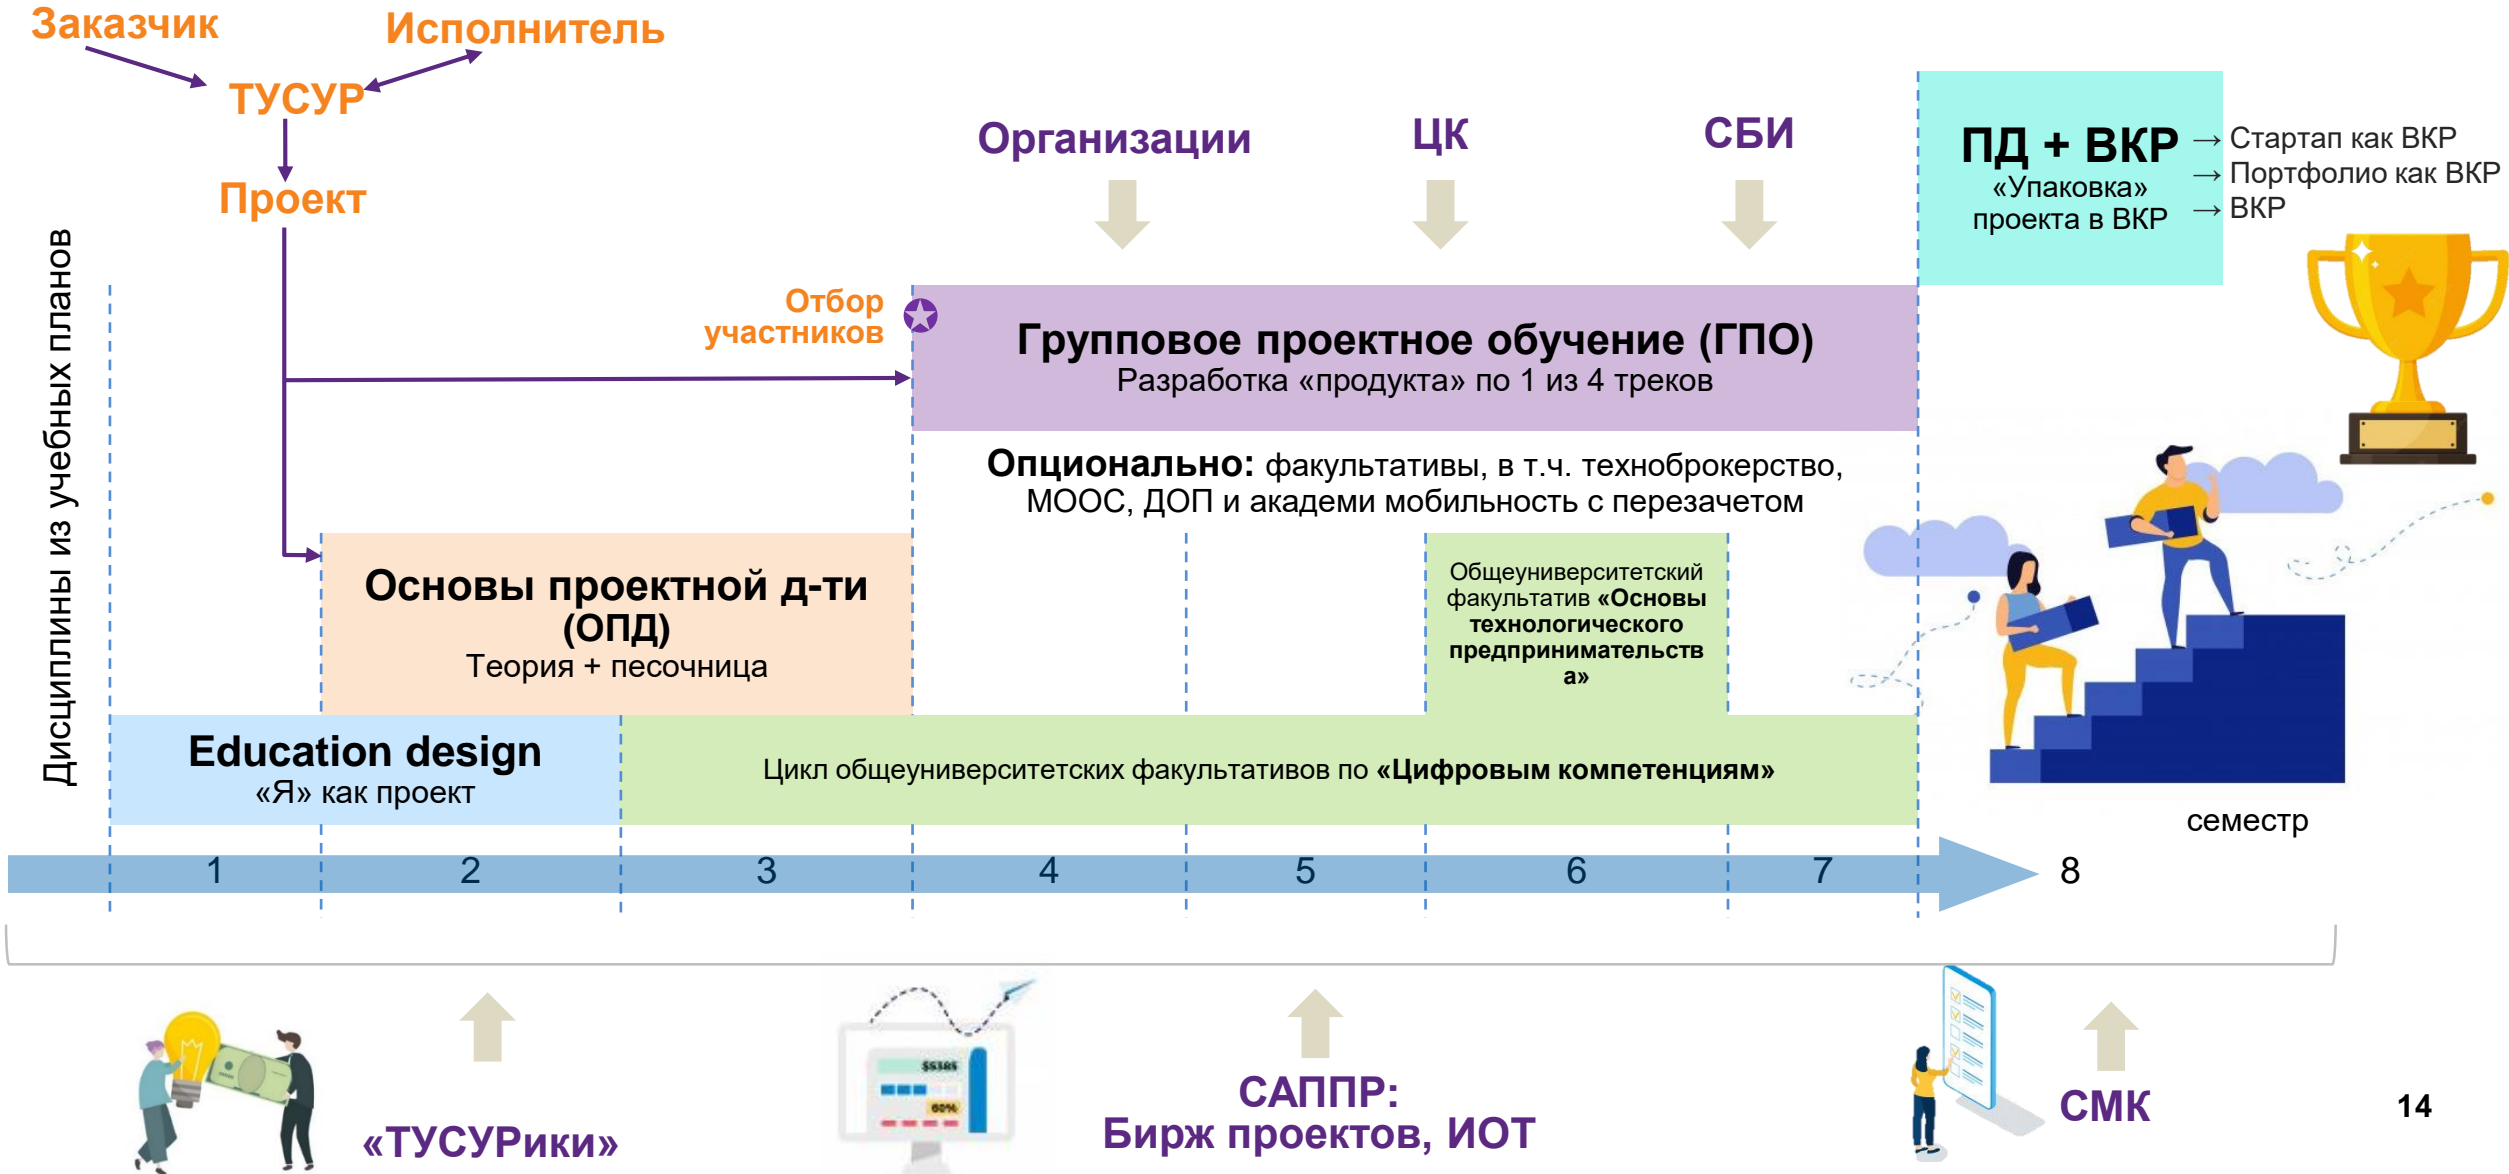 Заказчик
Исполнитель
ТУСУР
Проект
Организации
ЦК
СБИ
ПД + ВКР
«Упаковка»
проекта в ВКР
→ Стартап как ВКР
→ Портфолио как ВКР
→ ВКР
Дисциплины из учебных планов
Отбор
участников
Групповое проектное обучение (ГПО)
Разработка «продукта» по 1 из 4 треков
Опционально: факультативы, в т.ч. техноброкерство,
МООС, ДОП и академи мобильность с перезачетом
Основы проектной д-ти
(ОПД)
Теория + песочница
Общеуниверситетский
факультатив «Основы
технологического
предпринимательств
а»
Education design
«Я» как проект
Цикл общеуниверситетских факультативов по «Цифровым компетенциям»
семестр
1 2 3 4 5 6 7 8
«ТУСУРики»
$5385
60%
САППР:
Бирж проектов, ИОТ
СМК
14